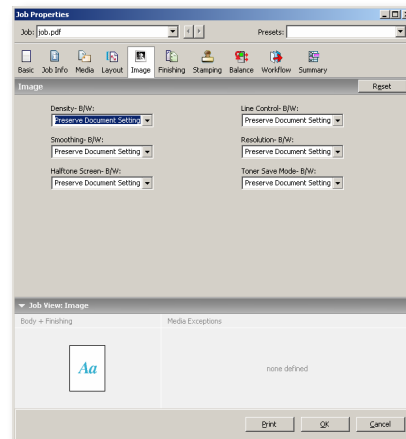 Job Properties
Job: job.pdf Presets:
Basic Job Info Media Layout Image Finishing Stamping Balance Workflow Summary
Image Reset
Density- B/W: Line Control- B/W:
Preserve Document Setting Preserve Document Setting
Smoothing- B/W: Resolution- B/W:
Preserve Document Setting Preserve Document Setting
Halftone Screen- B/W: Toner Save Mode- B/W:
Preserve Document Setting Preserve Document Setting
Job View: Image
Body + Finishing Media Exceptions
Aa none defined
Print OK Cancel